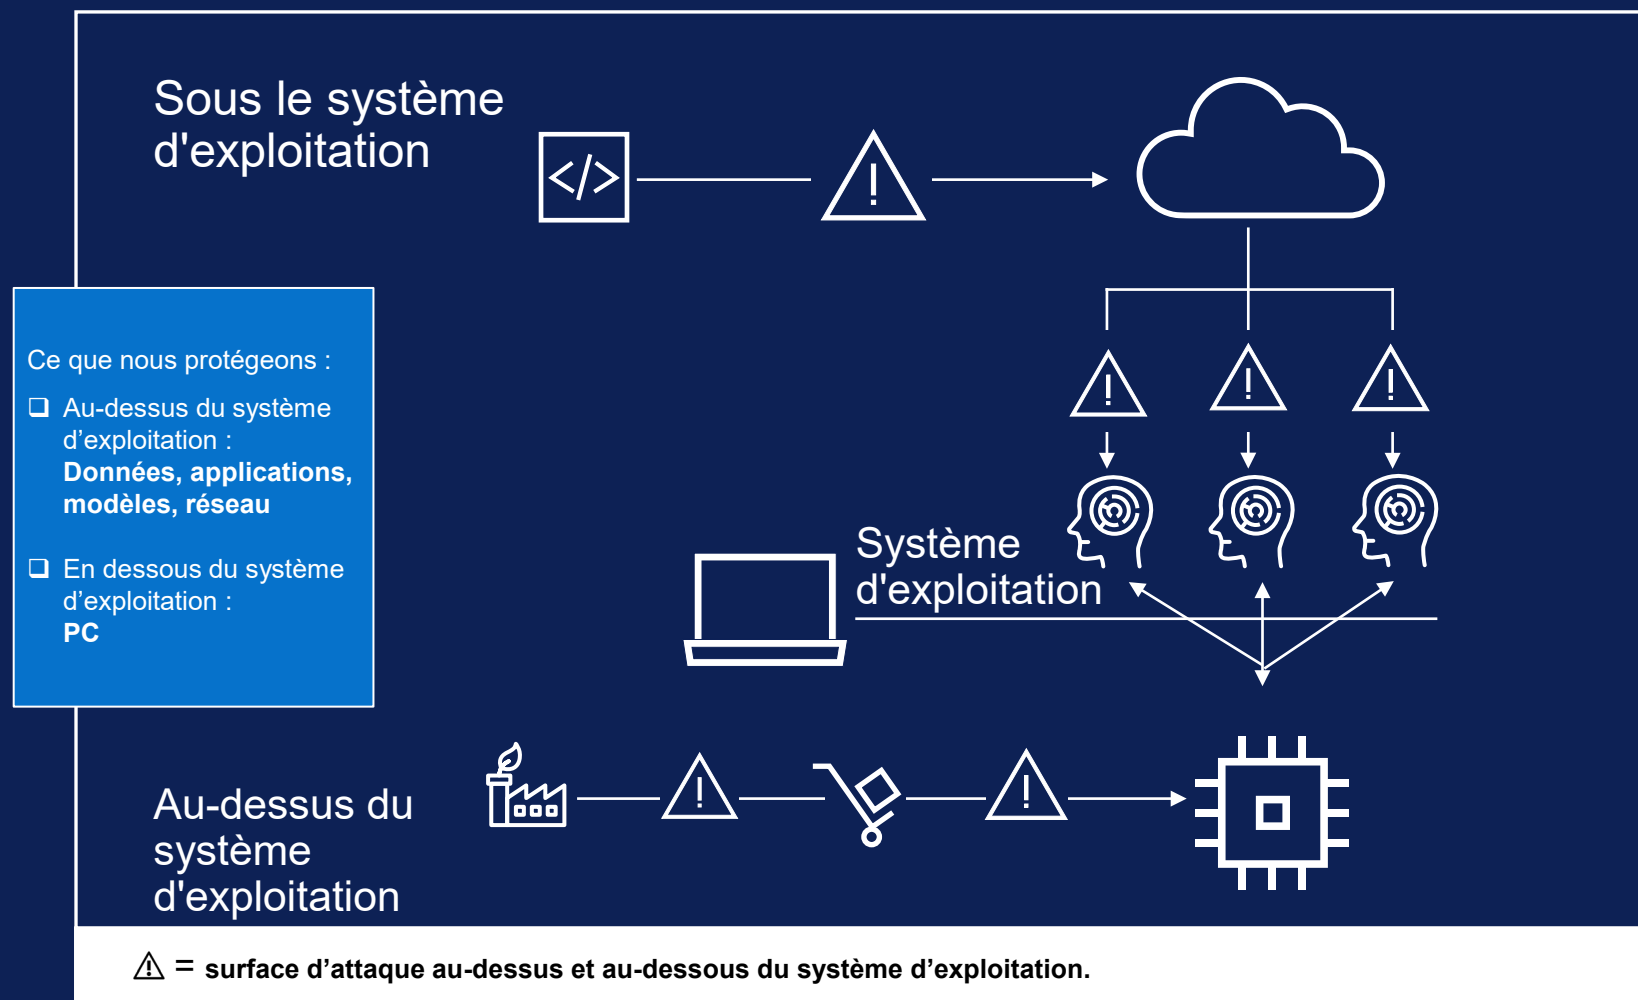 Sous le système
d'exploitation
</>
Ce que nous protégeons :
❑ Au-dessus du système
d’exploitation :
Données, applications,
modèles, réseau
❑ En dessous du système
d’exploitation :
PC
Système
d'exploitation
Au-dessus du
système
d'exploitation
⚠ = surface d’attaque au-dessus et au-dessous du système d’exploitation.